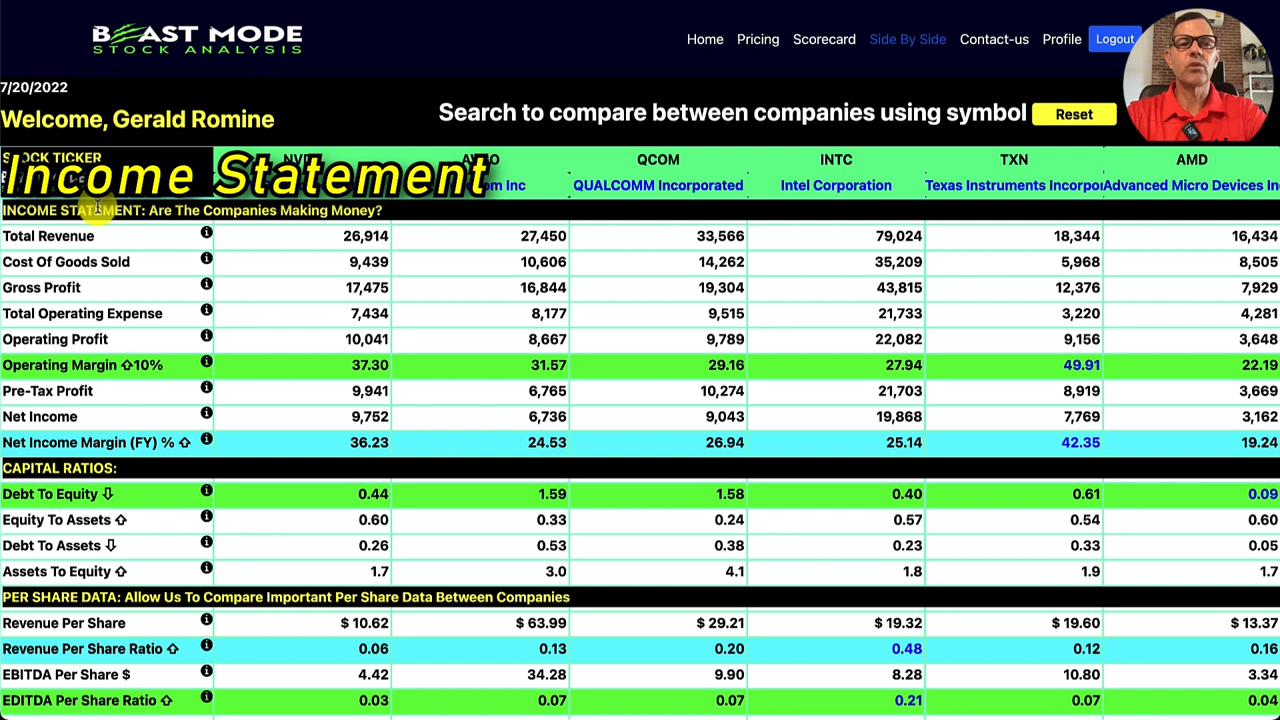 BEAST MODE
STOCK ANALYSIS
Home Pricing Scorecard Side By Side Contact-us Profile Logout
7/20/2022
Welcome, Gerald Romine
Search to compare between companies using symbol Reset
Income Statement
QCOM INTC TXN AMD
Inc QUALCOMM Incorporated Intel Corporation Texas Instruments Incorpo Advanced Micro Devices In
INCOME STATEMENT: Are The Companies Making Money?
Total Revenue 26,914 27,450 33,566 79,024 18,344 16,434
Cost Of Goods Sold 9,439 10,606 14,262 35,209 5,968 8,505
Gross Profit 17,475 16,844 19,304 43,815 12,376 7,929
Total Operating Expense 7,434 8,177 9,515 21,733 3,220 4,281
Operating Profit 10,041 8,667 9,789 22,082 9,156 3,648
Operating Margin ⇧10% 37.30 31.57 29.16 27.94 49.91 22.19
Pre-Tax Profit 9,941 6,765 10,274 21,703 8,919 3,669
Net Income 9,752 6,736 9,043 19,868 7,769 3,162
Net Income Margin (FY) % ⇧ 36.23 24.53 26.94 25.14 42.35 19.24
CAPITAL RATIOS:
Debt To Equity ⇩ 0.44 1.59 1.58 0.40 0.61 0.09
Equity To Assets ⇧ 0.60 0.33 0.24 0.57 0.54 0.60
Debt To Assets ⇩ 0.26 0.53 0.38 0.23 0.33 0.05
Assets To Equity ⇧ 1.7 3.0 4.1 1.8 1.9 1.7
PER SHARE DATA: Allow Us To Compare Important Per Share Data Between Companies
Revenue Per Share $ 10.62 $ 63.99 $ 29.21 $ 19.32 $ 19.60 $ 13.37
Revenue Per Share Ratio ⇧ 0.06 0.13 0.20 0.48 0.12 0.16
EBITDA Per Share $ 4.42 34.28 9.90 8.28 10.80 3.34
EDITDA Per Share Ratio ⇧ 0.03 0.07 0.07 0.21 0.07 0.04